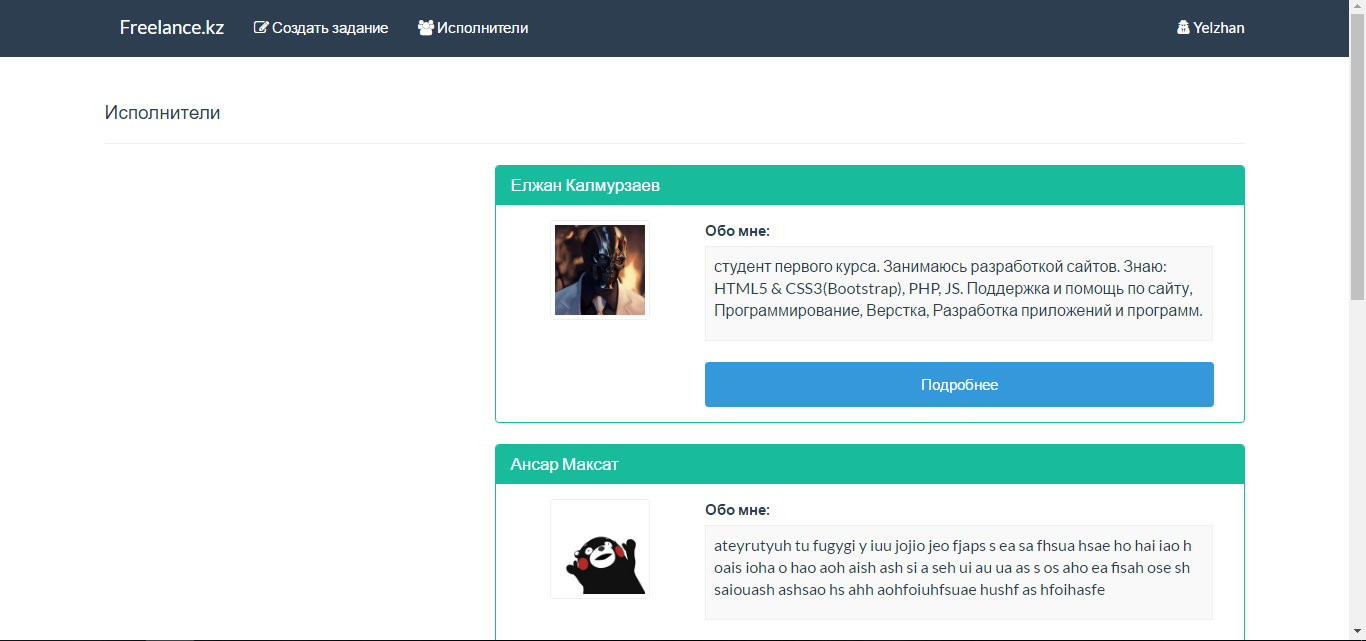 Freelance.kz Создать задание Исполнители Yelzhan
Исполнители
Елжан Калмурзаев
Обо мне:
студент первого курса. Занимаюсь разработкой сайтов. Знаю:
HTML5 & CSS3(Bootstrap), PHP, JS. Поддержка и помощь по сайту,
Программирование, Верстка, Разработка приложений и программ.
Подробнее
Ансар Максат
Обо мне:
ateyrutyuh tu fugygi y iuu jojio jeo fjaps s ea sa fhsua hsae ho hai iao h
oais ioha o hao aoh aish ash si a seh ui au ua as s os aho ea fisah ose sh
saiouash ashsao hs ahh aohfoiuhfsuae hushf as hfoihasfe